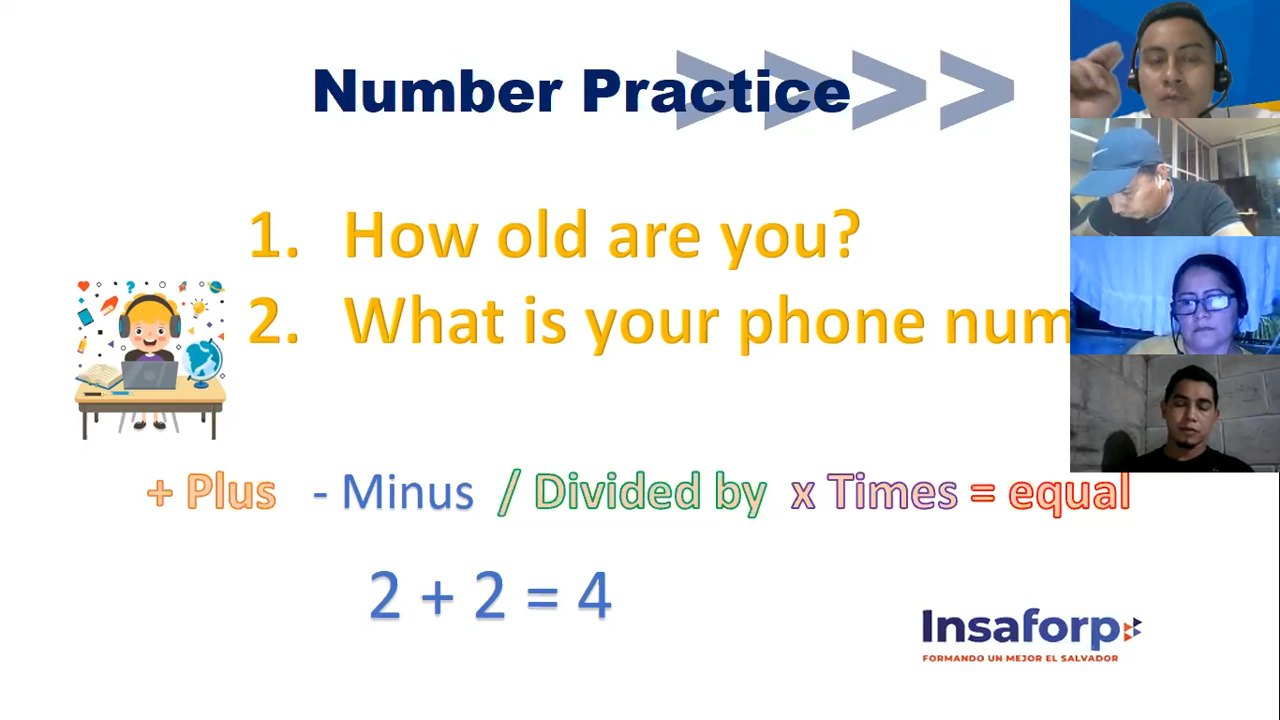 Number Practice
1. How old are you?
2. What is your phone num
+ Plus - Minus / Divided by x Times = equal
2 + 2 = 4
Insaforp
FORMANDO UN MEJOR EL SALVADOR